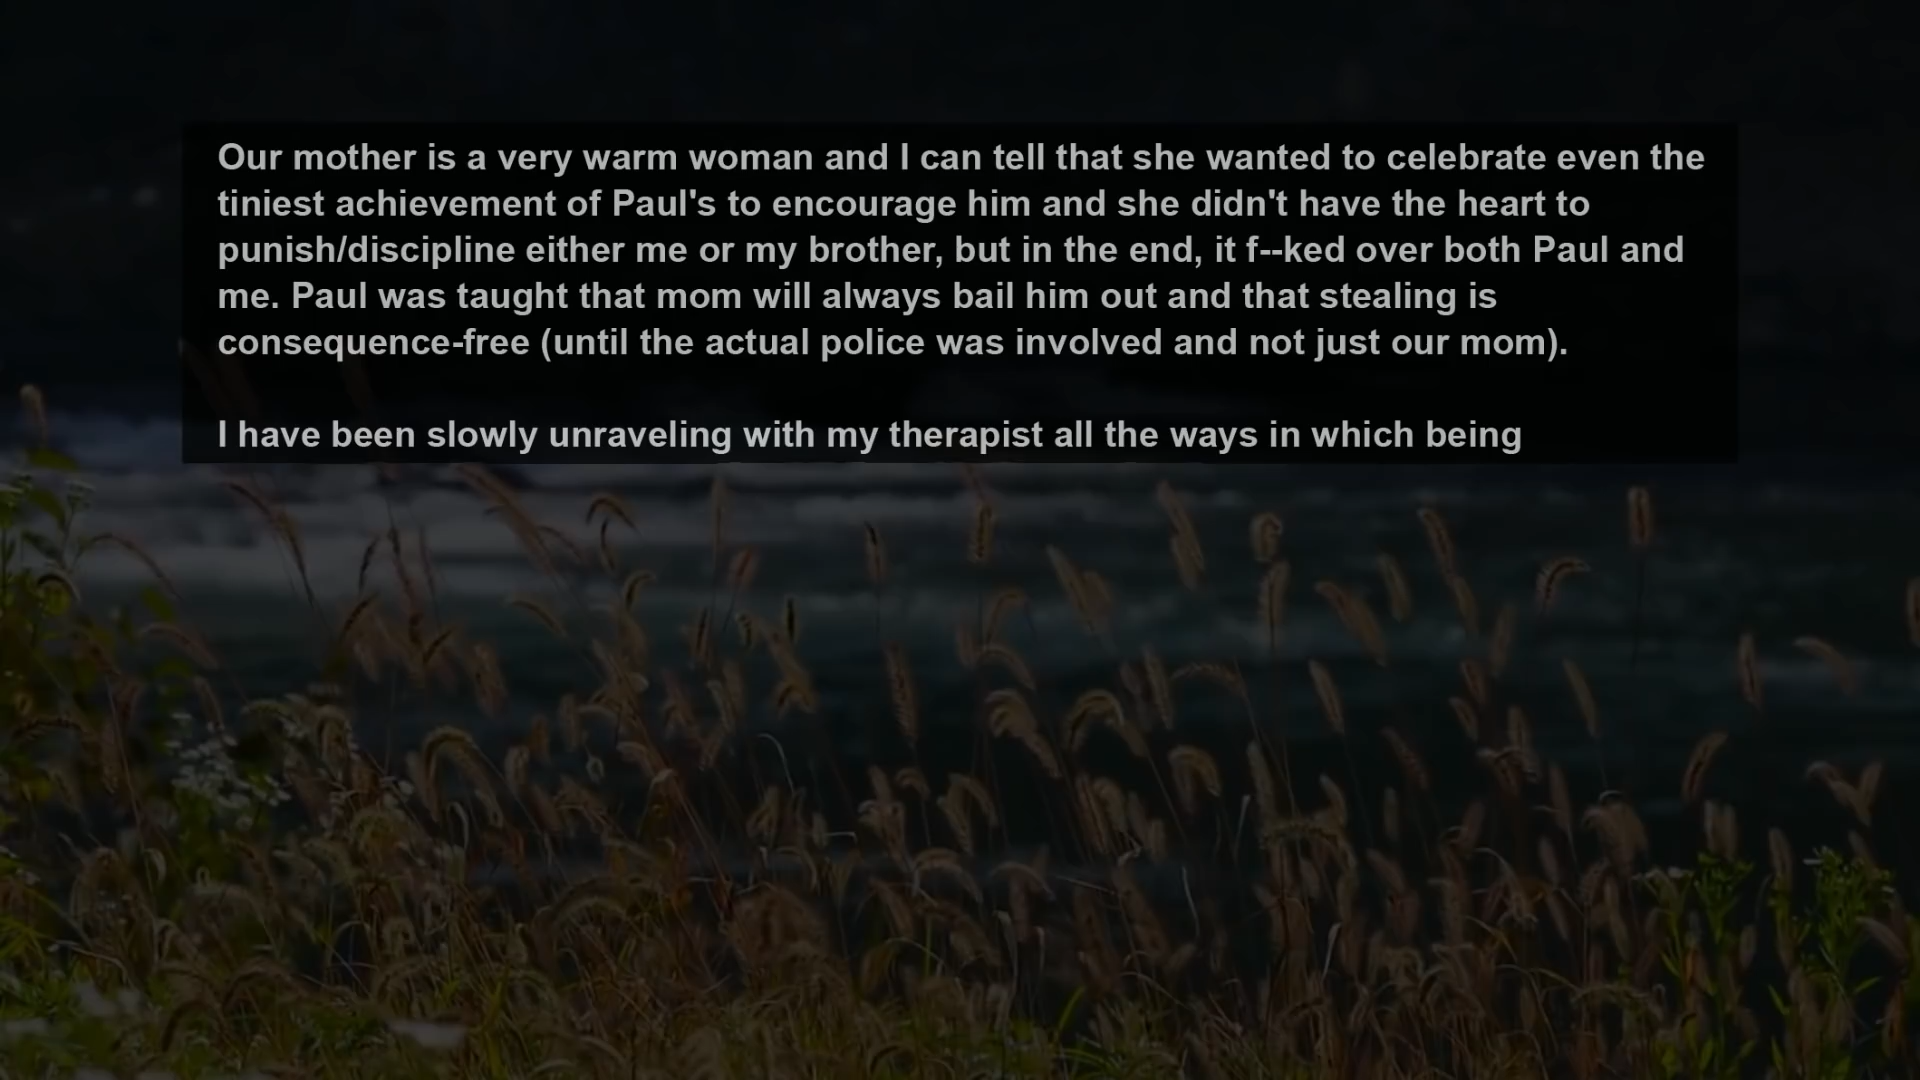 Our mother is a very warm woman and I can tell that she wanted to celebrate even the
tiniest achievement of Paul's to encourage him and she didn't have the heart to
punish/discipline either me or my brother, but in the end, it f--ked over both Paul and
me. Paul was taught that mom will always bail him out and that stealing is
consequence-free (until the actual police was involved and not just our mom).
I have been slowly unraveling with my therapist all the ways in which being